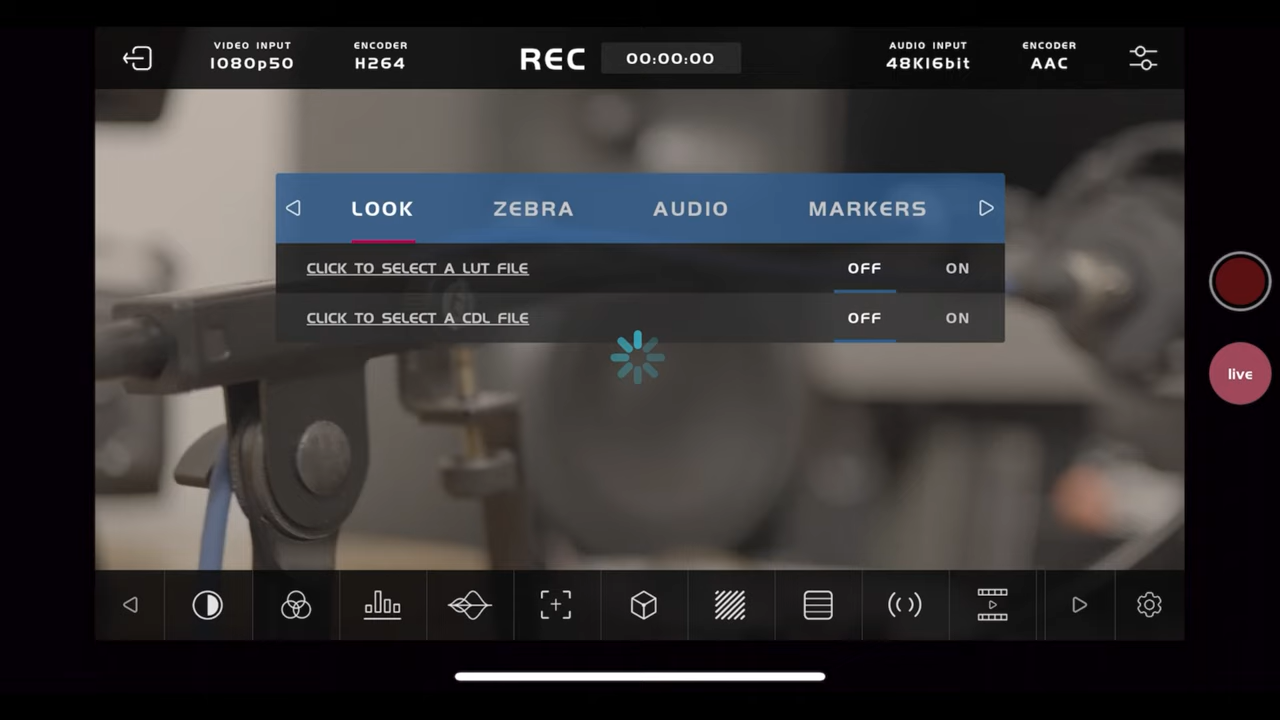 VIDEO INPUT
1080p50
ENCODER
H264
REC
00:00:00
AUDIO INPUT
48K16bit
ENCODER
AAC
LOOK
ZEBRA
AUDIO
MARKERS
CLICK TO SELECT A LUT FILE
OFF
ON
CLICK TO SELECT A CDL FILE
OFF
ON
live